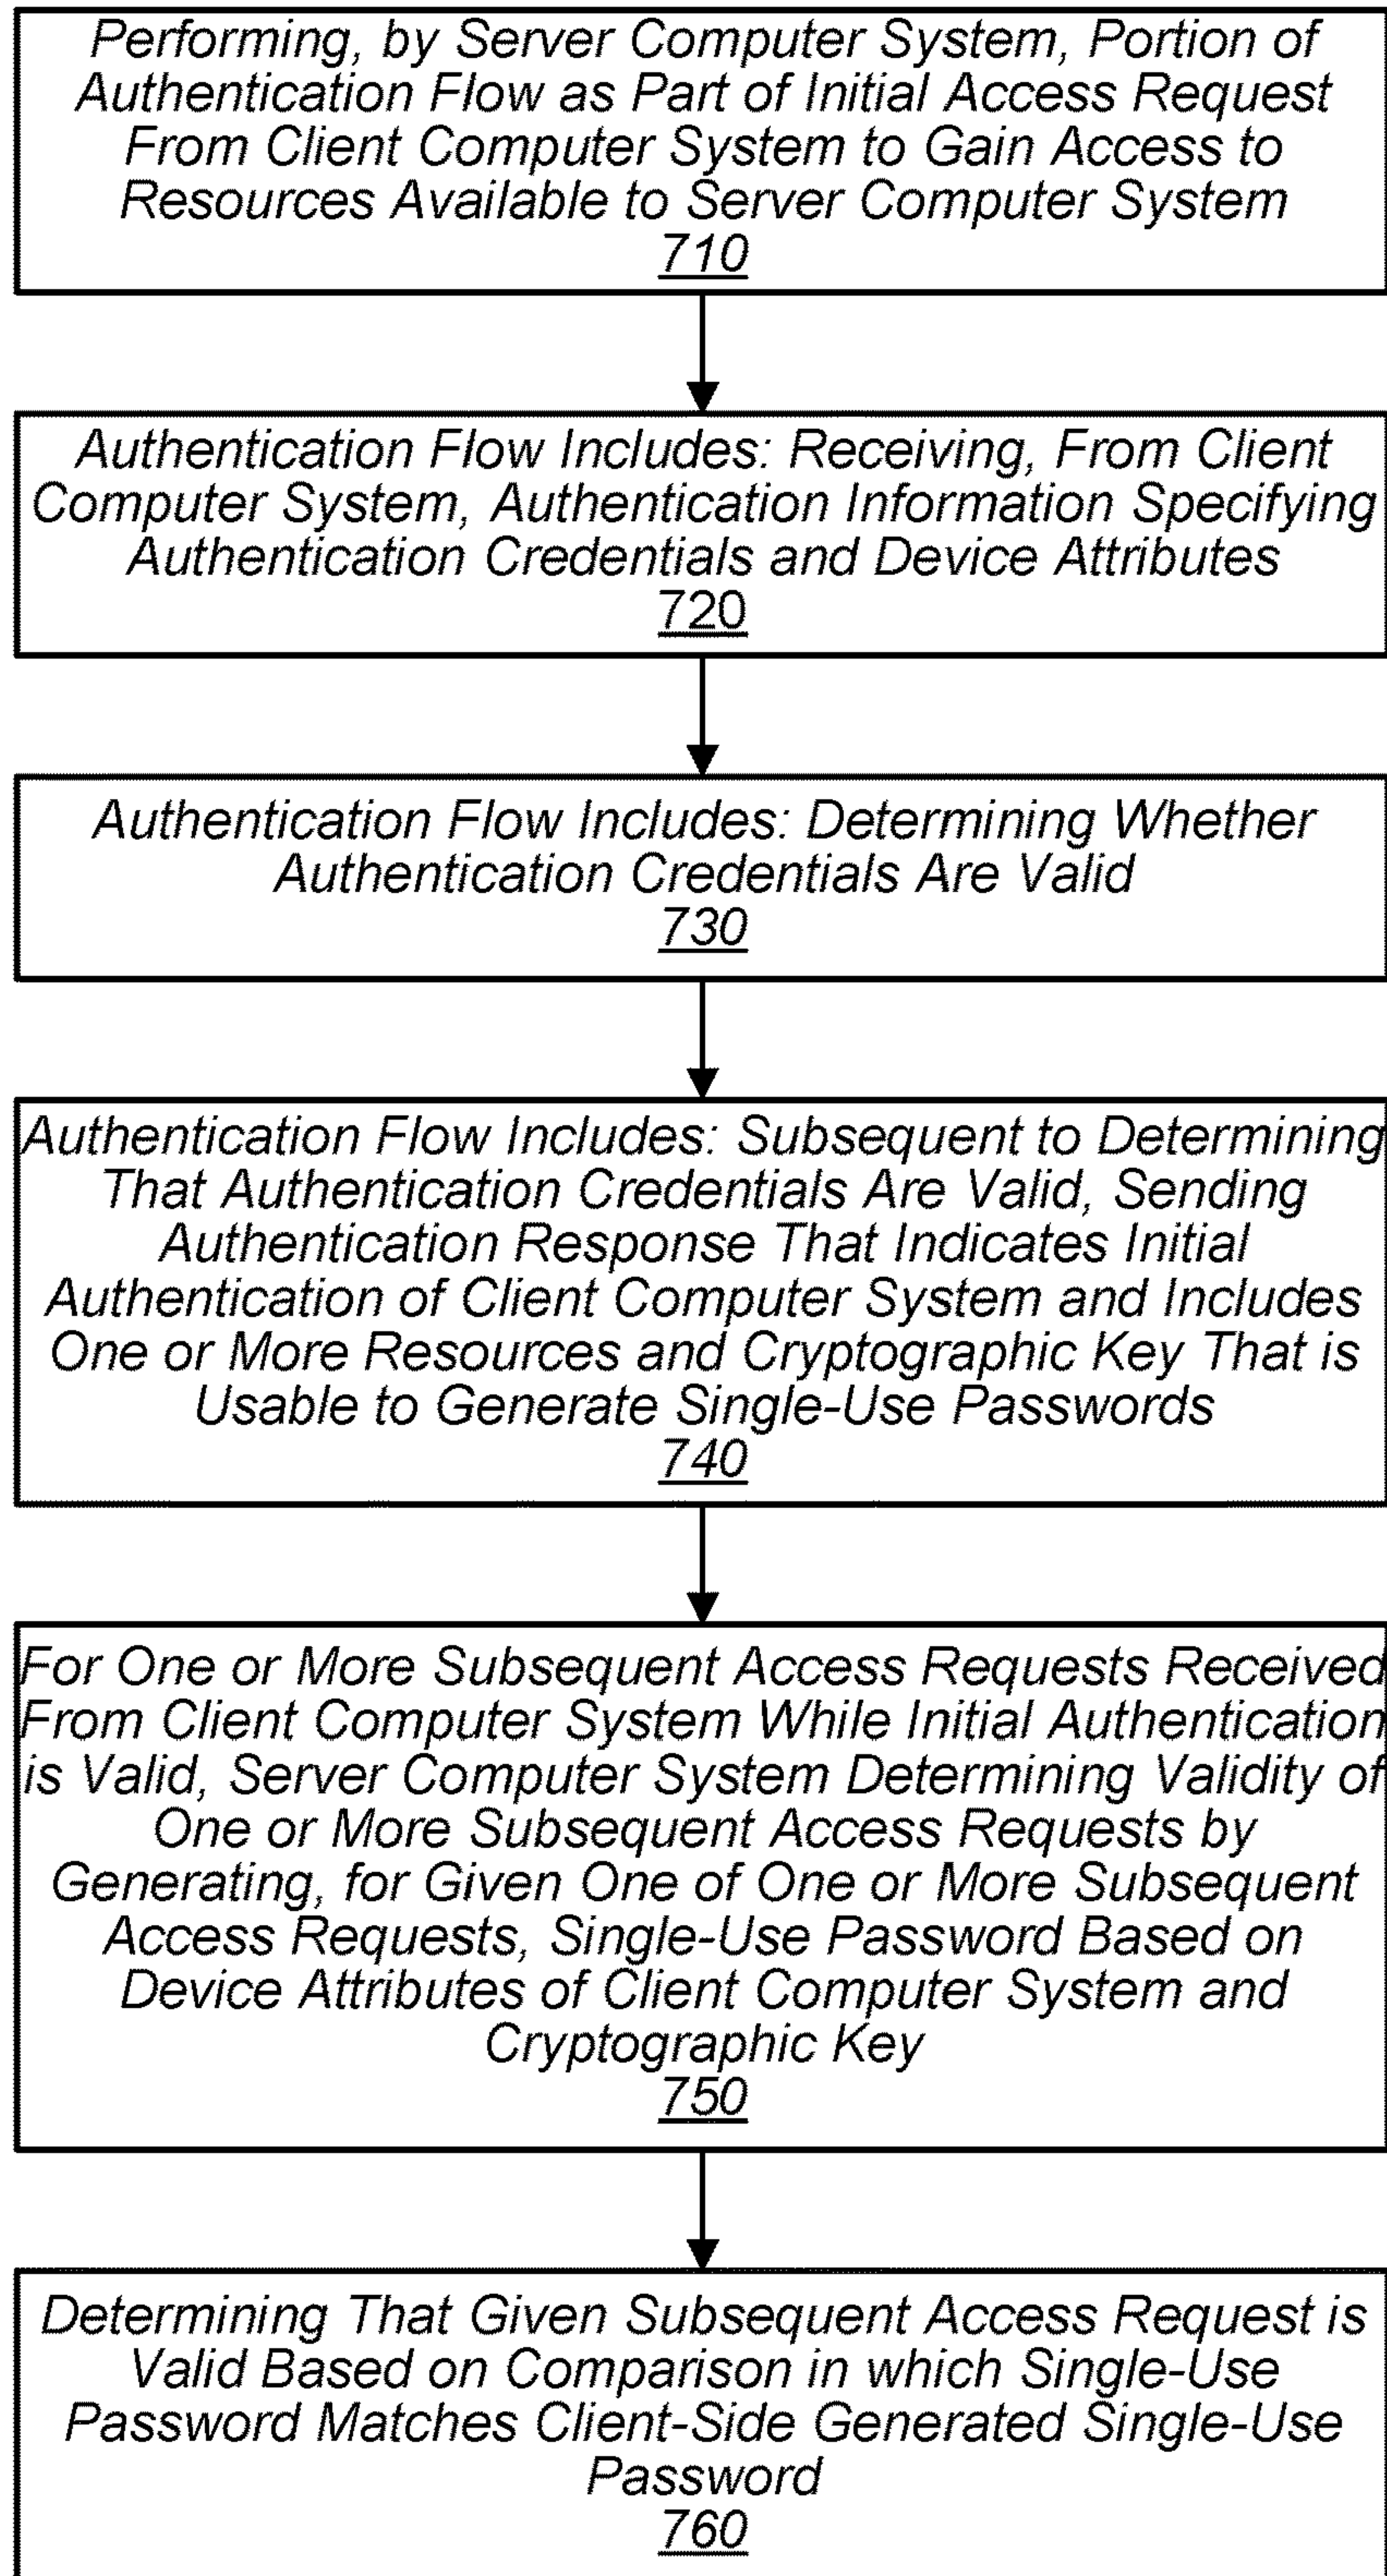 Performing, by Server Computer System, Portion of
Authentication Flow as Part of Initial Access Request
From Client Computer System to Gain Access to
Resources Available to Server Computer System
710
Authentication Flow Includes: Receiving, From Client
Computer System, Authentication Information Specifying
Authentication Credentials and Device Attributes
720
Authentication Flow Includes: Determining Whether
Authentication Credentials Are Valid
730
Authentication Flow Includes: Subsequent to Determining
That Authentication Credentials Are Valid, Sending
Authentication Response That Indicates Initial
Authentication of Client Computer System and Includes
One or More Resources and Cryptographic Key That is
Usable to Generate Single-Use Passwords
740
For One or More Subsequent Access Requests Received
From Client Computer System While Initial Authentication
is Valid, Server Computer System Determining Validity of
One or More Subsequent Access Requests by
Generating, for Given One of One or More Subsequent
Access Requests, Single-Use Password Based on
Device Attributes of Client Computer System and
Cryptographic Key
750
Determining That Given Subsequent Access Request is
Valid Based on Comparison in which Single-Use
Password Matches Client-Side Generated Single-Use
Password
760